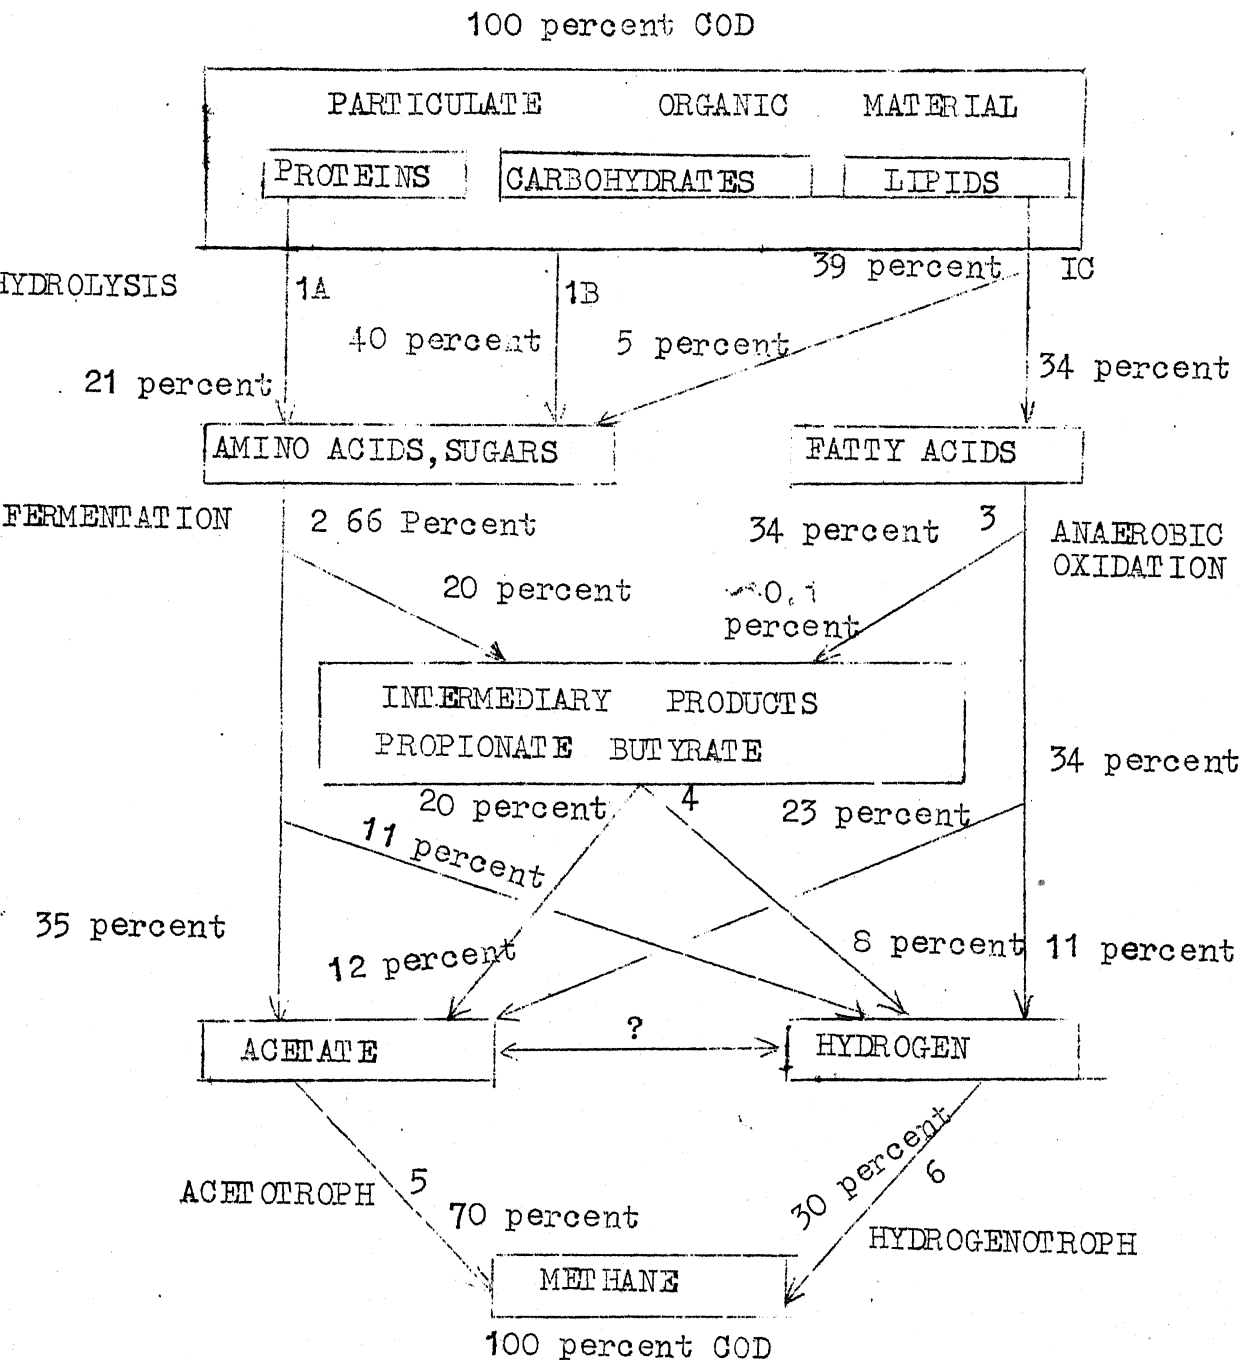 100 percent COD
PARTICULATE ORGANIC MATERIAL
PROTEINS
CARBOHYDRATES
LIPIDS
HYDROLYSIS
1A
1B
39 percent
IC
40 percent
5 percent
21 percent
34 percent
AMINO ACIDS, SUGARS
FATTY ACIDS
FERMENTATION
2 66 Percent
34 percent
3
ANAEROBIC
OXIDATION
20 percent
~0.1
percent
INTERMEDIARY PRODUCTS
PROPIONATE BUTYRATE
34 percent
20 percent
4
23 percent
11 percent
35 percent
12 percent
8 percent
11 percent
?
ACETATE
HYDROGEN
ACETOTROPH
5
70 percent
30 percent
6
HYDROGENOTROPH
METHANE
100 percent COD